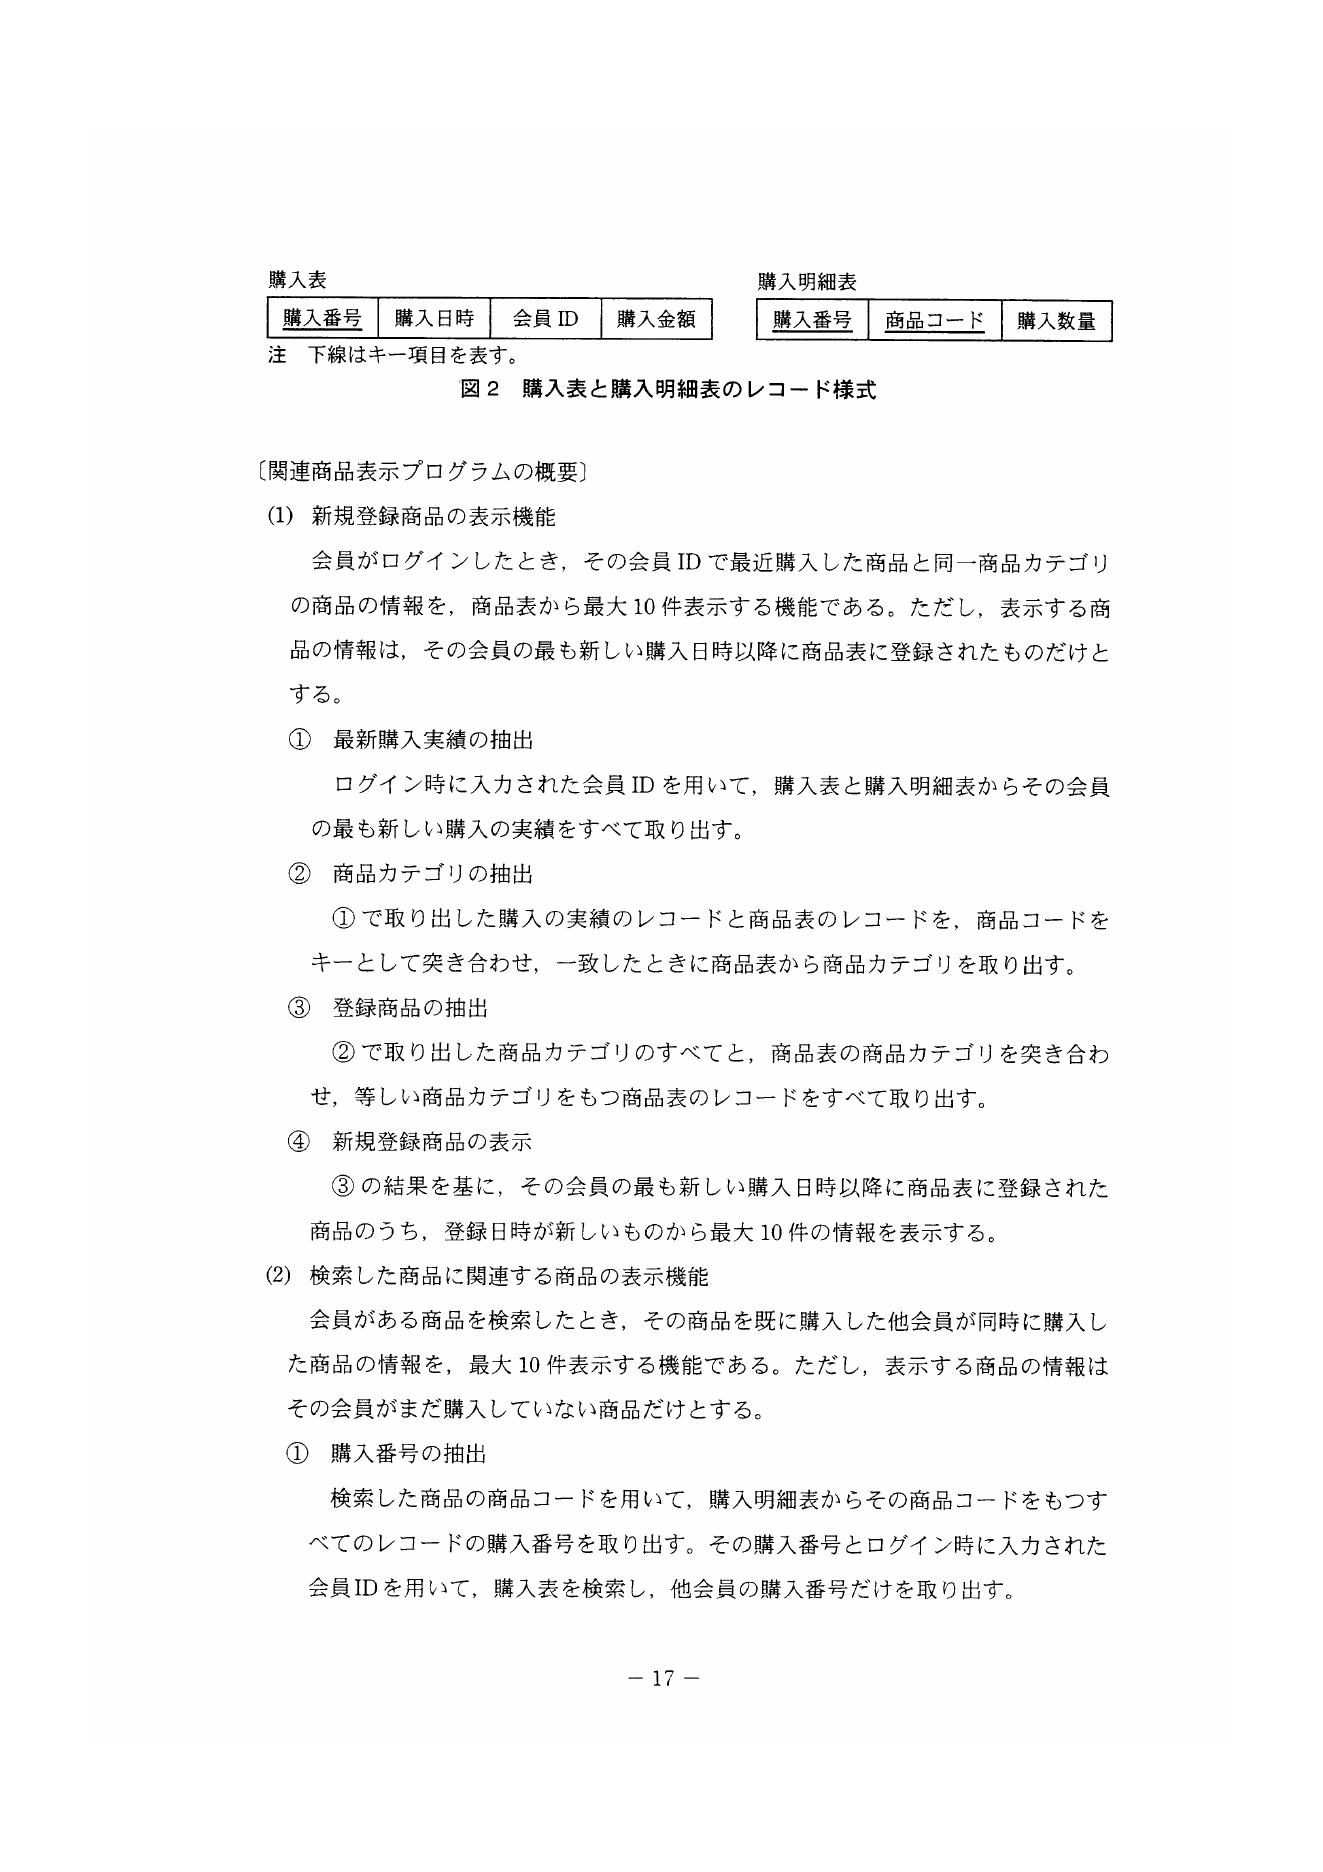 購入表
購入番号 購入日時 会員 ID 購入金額
購入明細表
購入番号 商品コード 購入数量
注　下線はキー項目を表す。
図 2　購入表と購入明細表のレコード様式
〔関連商品表示プログラムの概要〕
(1)　新規登録商品の表示機能
会員がログインしたとき，その会員 ID で最近購入した商品と同一商品カテゴリ
の商品の情報を，商品表から最大 10 件表示する機能である。ただし，表示する商
品の情報は，その会員の最も新しい購入日時以降に商品表に登録されたものだけと
する。
①　最新購入実績の抽出
ログイン時に入力された会員 ID を用いて，購入表と購入明細表からその会員
の最も新しい購入の実績をすべて取り出す。
②　商品カテゴリの抽出
① で取り出した購入の実績のレコードと商品表のレコードを，商品コードを
キーとして突き合わせ，一致したときに商品表から商品カテゴリを取り出す。
③　登録商品の抽出
② で取り出した商品カテゴリのすべてと，商品表の商品カテゴリを突き合わ
せ，等しい商品カテゴリをもつ商品表のレコードをすべて取り出す。
④　新規登録商品の表示
③ の結果を基に，その会員の最も新しい購入日時以降に商品表に登録された
商品のうち，登録日時が新しいものから最大 10 件の情報を表示する。
(2)　検索した商品に関連する商品の表示機能
会員がある商品を検索したとき，その商品を既に購入した他会員が同時に購入し
た商品の情報を，最大 10 件表示する機能である。ただし，表示する商品の情報は
その会員がまだ購入していない商品だけとする。
①　購入番号の抽出
検索した商品の商品コードを用いて，購入明細表からその商品コードをもつす
べてのレコードの購入番号を取り出す。その購入番号とログイン時に入力された
会員 ID を用いて，購入表を検索し，他会員の購入番号だけを取り出す。
－ 17 －